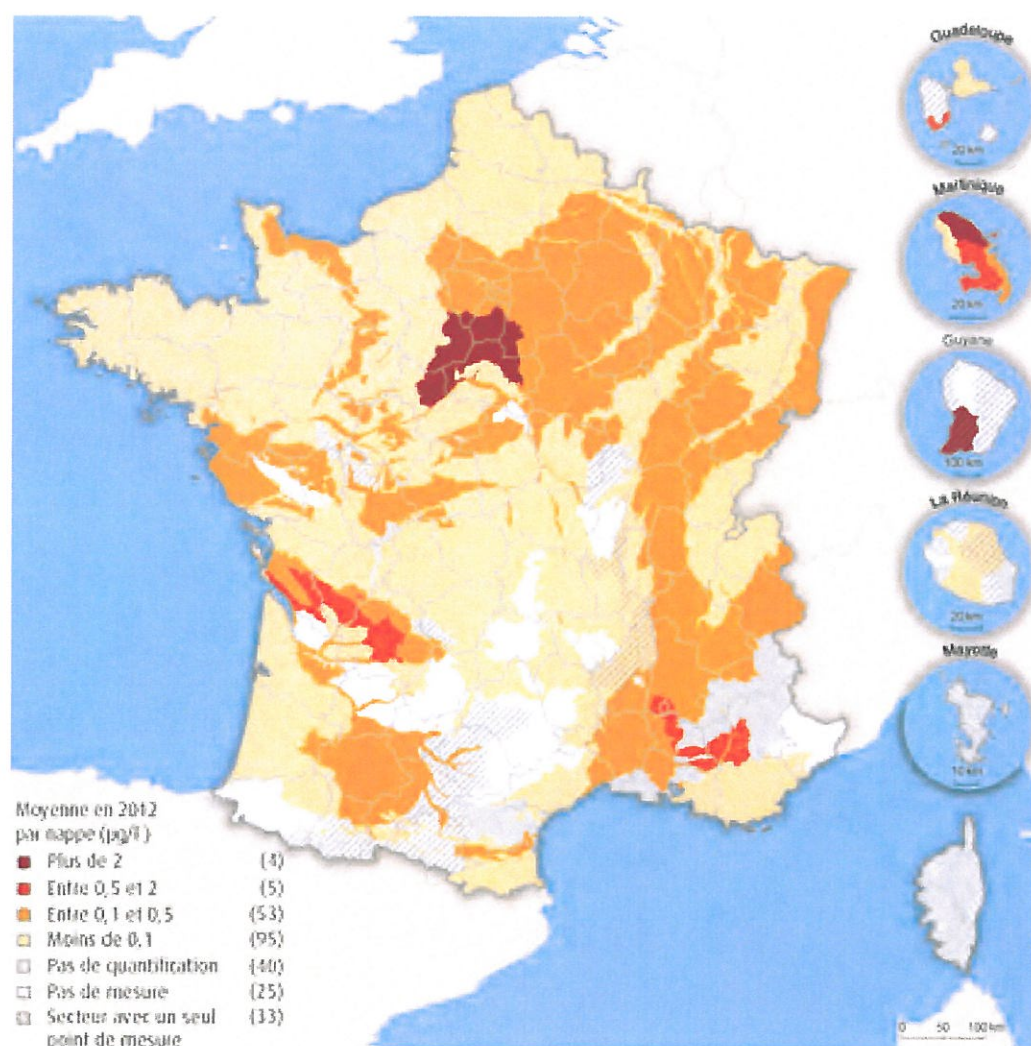 Guadeloupe
20 km
Martinique
20 km
Guyane
100 km
La Réunion
20 km
Mayotte
10 km
Moyenne en 2012
par nappe (µg/l)
Plus de 2 (4)
Entre 0,5 et 2 (5)
Entre 0,1 et 0,5 (53)
Moins de 0,1 (95)
Pas de quantification (40)
Pas de mesure (25)
Secteur avec un seul (33)
point de mesure
0 50 100 km